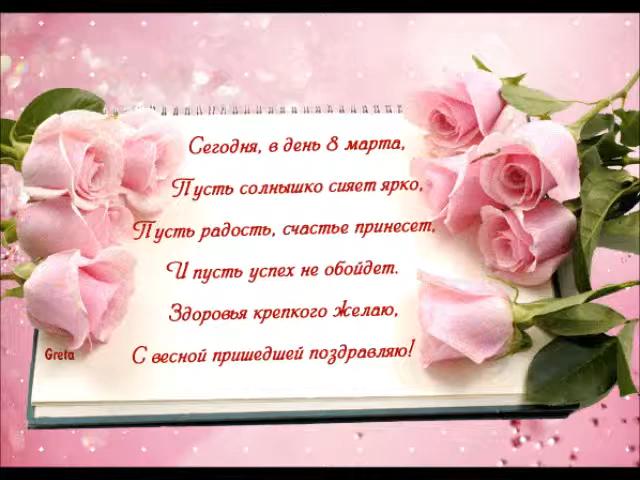 Сегодня, в день 8 марта,
Пусть солнышко сияет ярко,
Пусть радость, счастье принесет,
И пусть успех не обойдет.
Здоровья крепкого желаю,
С весной пришедшей поздравляю!
Greta